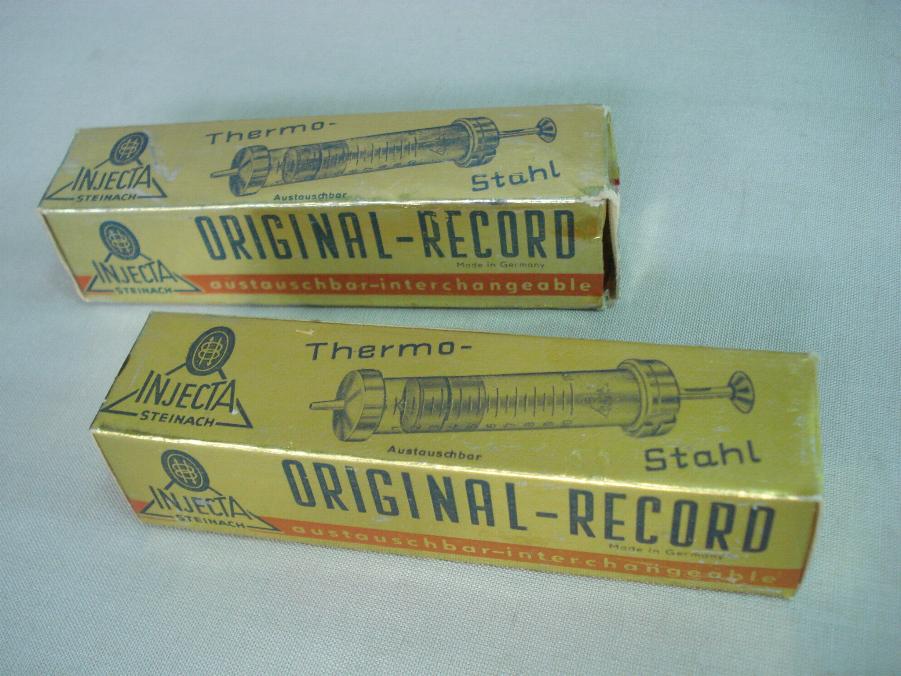 INJECTA
STEINACH
Thermo-
Austauschbar
Stahl
INJECTA
STEINACH
ORIGINAL-RECORD
Made in Germany
austauschbar-interchangeable
INJECTA
STEINACH
Thermo-
Austauschbar
Stahl
INJECTA
STEINACH
ORIGINAL-RECORD
Made in Germany
austauschbar-interchangeable